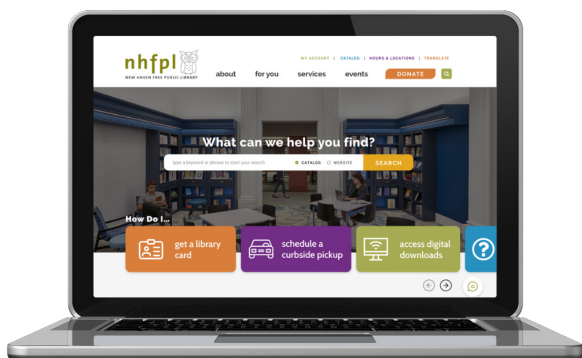 nhfpl
NEW HAVEN FREE PUBLIC LIBRARY
MY ACCOUNT | CATALOG | HOURS & LOCATIONS | TRANSLATE
about for you services events DONATE
What can we help you find?
type a keyword or phrase to start your search CATALOG WEBSITE SEARCH
How Do I...
get a library card
schedule a curbside pickup
access digital downloads
?